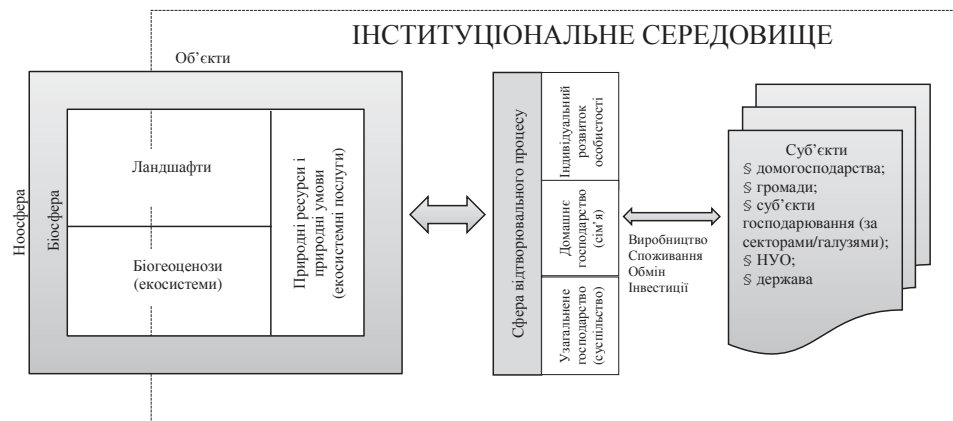 ІНСТИТУЦІОНАЛЬНЕ СЕРЕДОВИЩЕ
Об’єкти
Ноосфера
Біосфера
Ландшафти
Біогеоценози
(екосистеми)
Природні ресурси і
природні умови
(екосистемні послуги)
Сфера відтворювального процесу
Індивідуальний
розвиток
особистості
Домашнє
господарство
(сім’я)
Узагальнене
господарство
(суспільство)
Виробництво
Споживання
Обмін
Інвестиції
Суб’єкти
§ домогосподарства;
§ громади;
§ суб’єкти
господарювання (за
секторами/галузями);
§ НУО;
§ держава